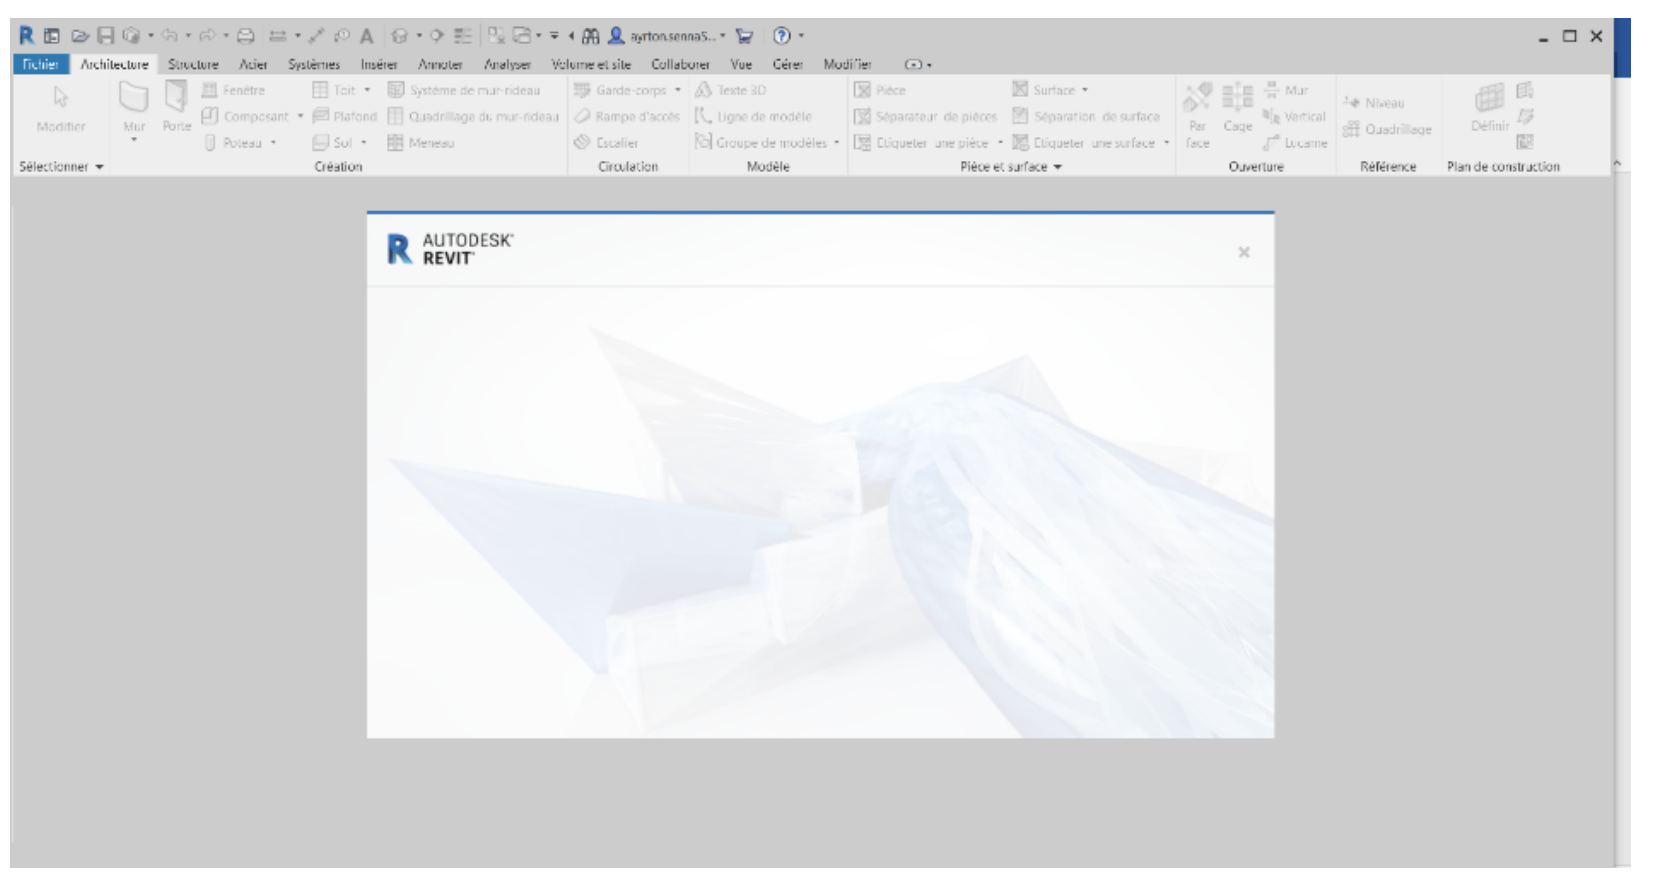 ayrton.senna5...
Fichier Architecture Structure Acier Systèmes Insérer Annoter Analyser Volume et site Collaborer Vue Gérer Modifier
Fenêtre Toit Système de mur-rideau Garde-corps Texte 3D Pièce Surface Mur
Composant Plafond Quadrillage du mur-rideau Rampe d'accès Ligne de modèle Séparateur de pièces Séparation de surface Vertical Niveau
Modifier Mur Porte Par Cage Quadrillage Définir
Poteau Sol Meneau Escalier Groupe de modèles Etiqueter une pièce Etiqueter une surface face Lucarne
Sélectionner Création Circulation Modèle Pièce et surface Ouverture Référence Plan de construction
AUTODESK
REVIT